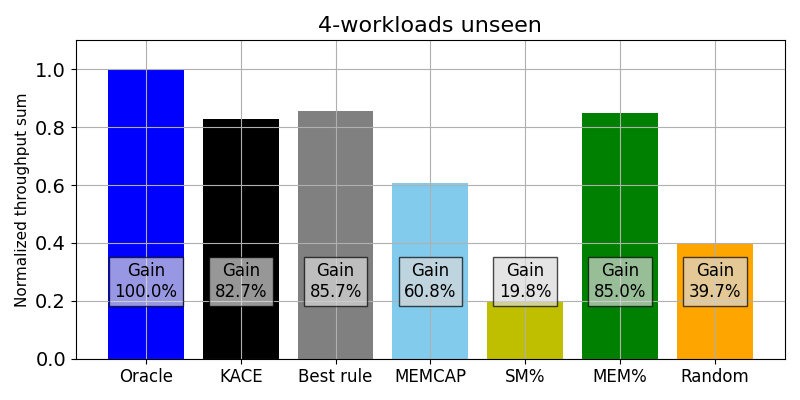 4-workloads unseen
Normalized throughput sum
1.0
0.8
0.6
0.4
0.2
0.0
Gain
100.0%
Gain
82.7%
Gain
85.7%
Gain
60.8%
Gain
19.8%
Gain
85.0%
Gain
39.7%
Oracle
KACE
Best rule
MEMCAP
SM%
MEM%
Random